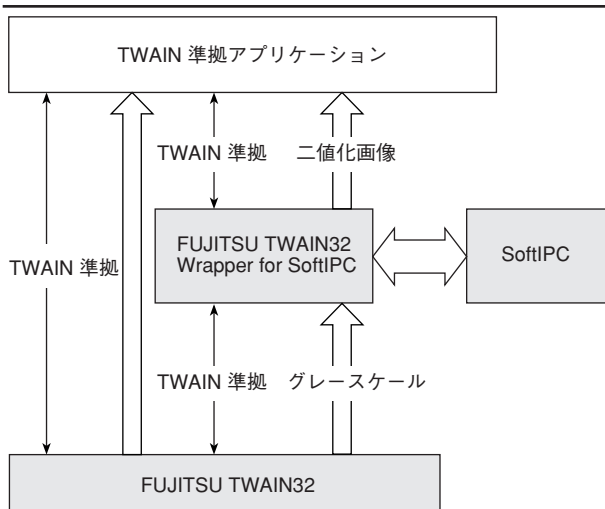 TWAIN 準拠アプリケーション
TWAIN 準拠
二値化画像
FUJITSU TWAIN32
Wrapper for SoftIPC
SoftIPC
TWAIN 準拠
TWAIN 準拠
グレースケール
FUJITSU TWAIN32